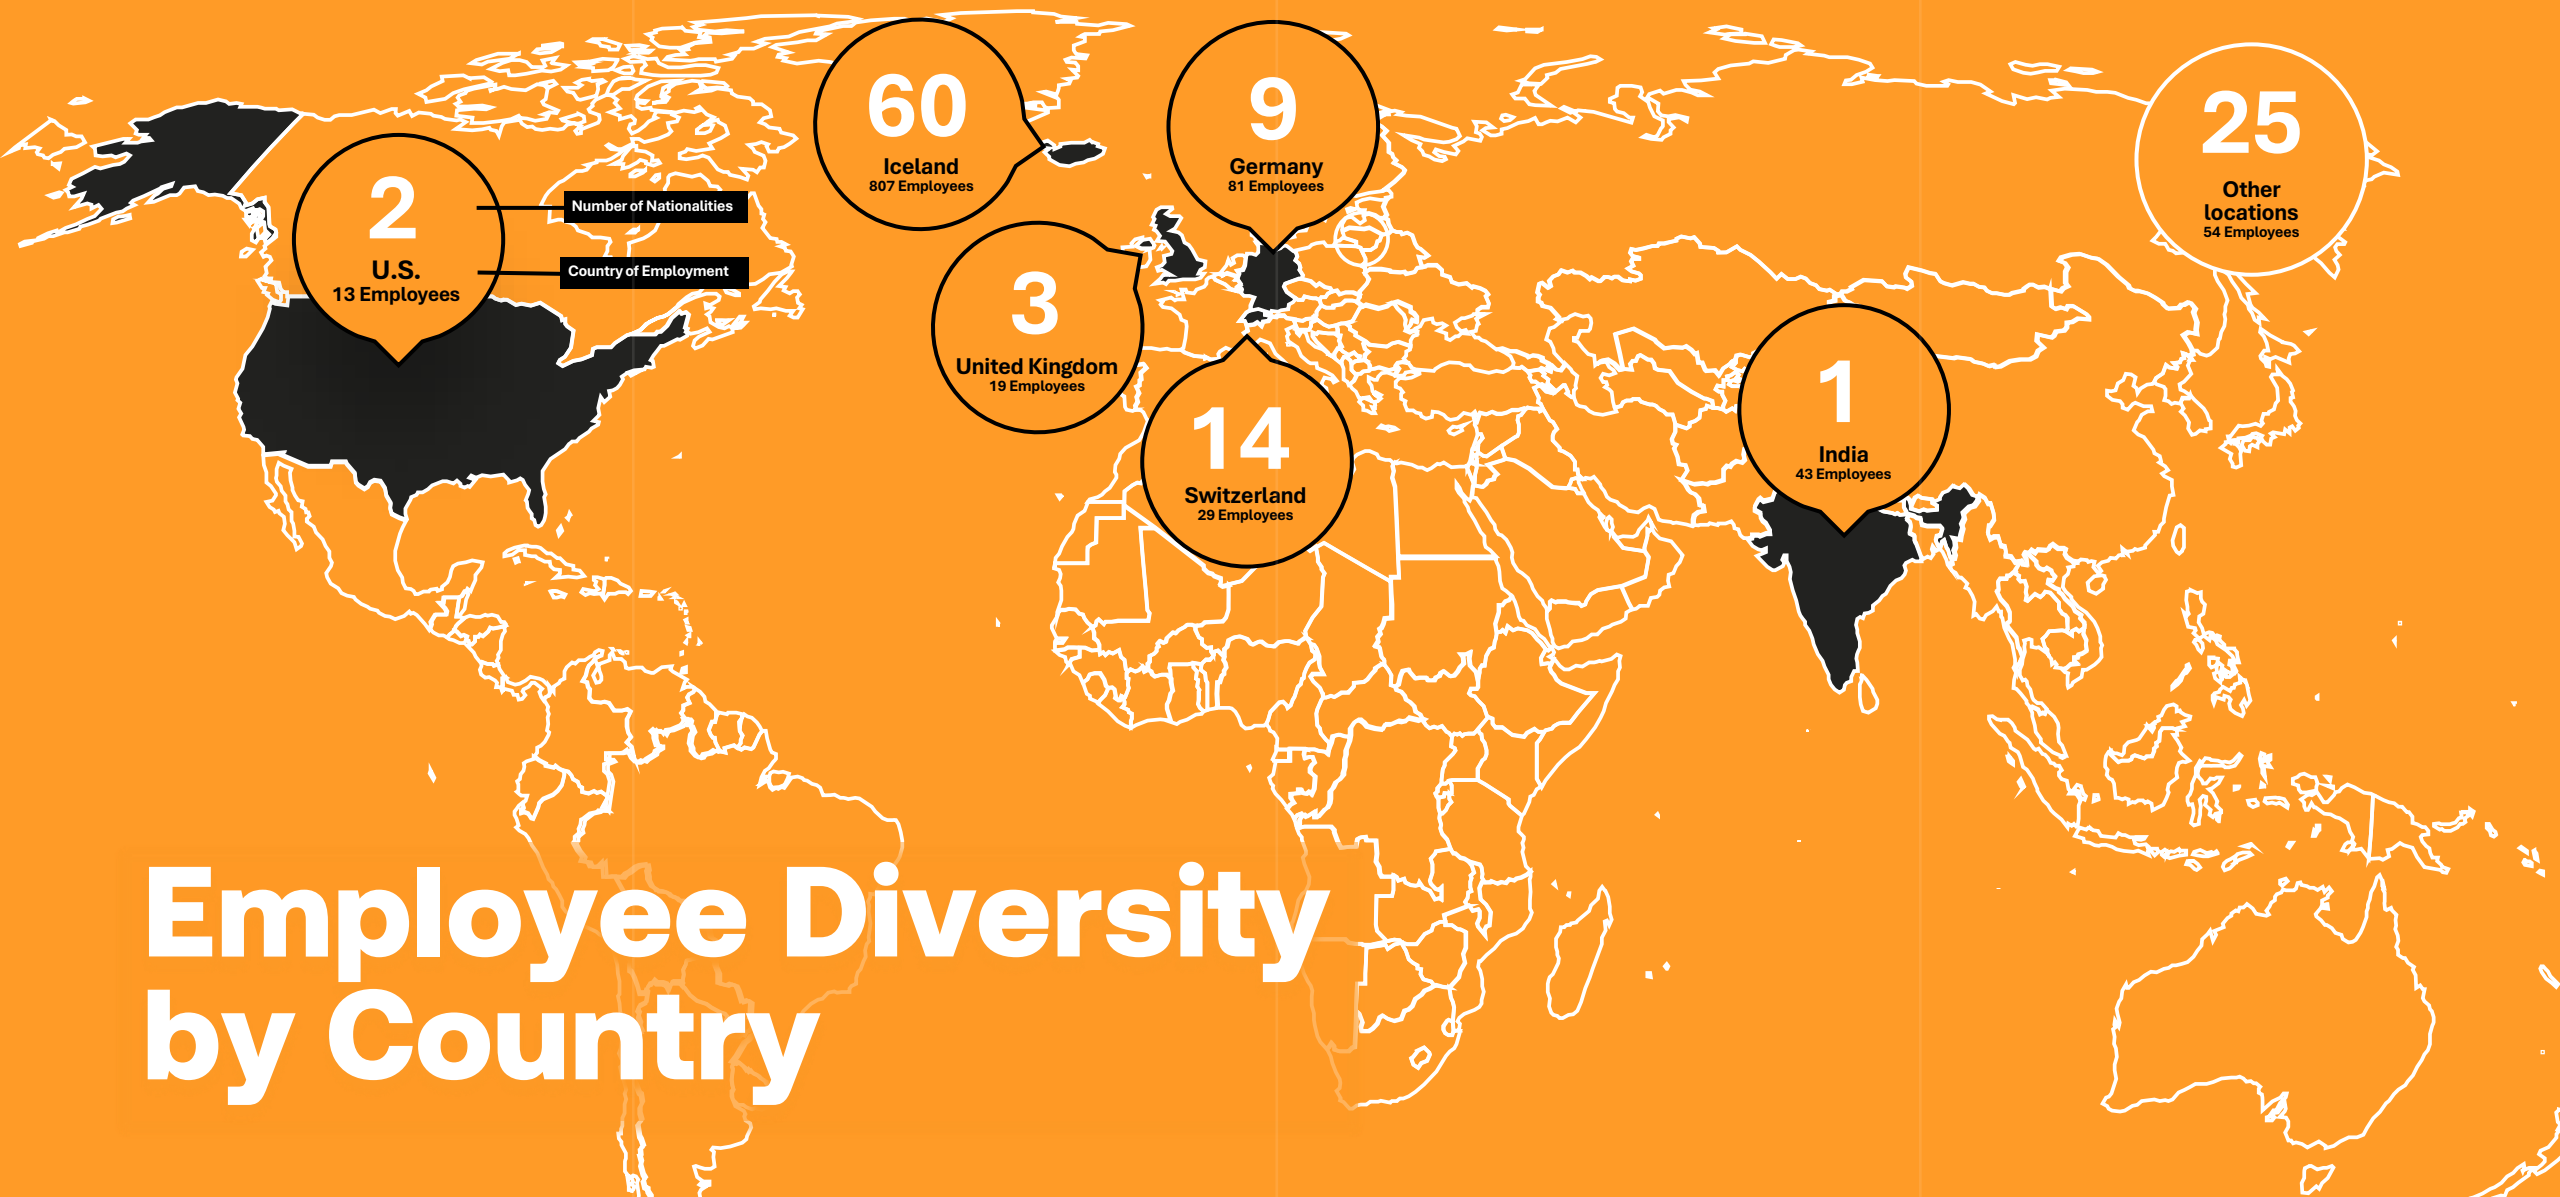 60
Iceland
807 Employees
9
Germany
81 Employees
25
Other
locations
54 Employees
2
U.S.
13 Employees
Number of Nationalities
Country of Employment
3
United Kingdom
19 Employees
14
Switzerland
29 Employees
1
India
43 Employees
Employee Diversity
by Country